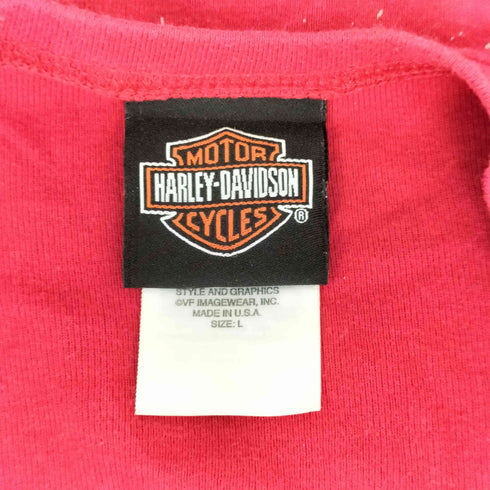 MOTOR
HARLEY-DAVIDSON
CYCLES ®
STYLE AND GRAPHICS
©VF IMAGEWEAR, INC.
MADE IN U.S.A.
SIZE: L